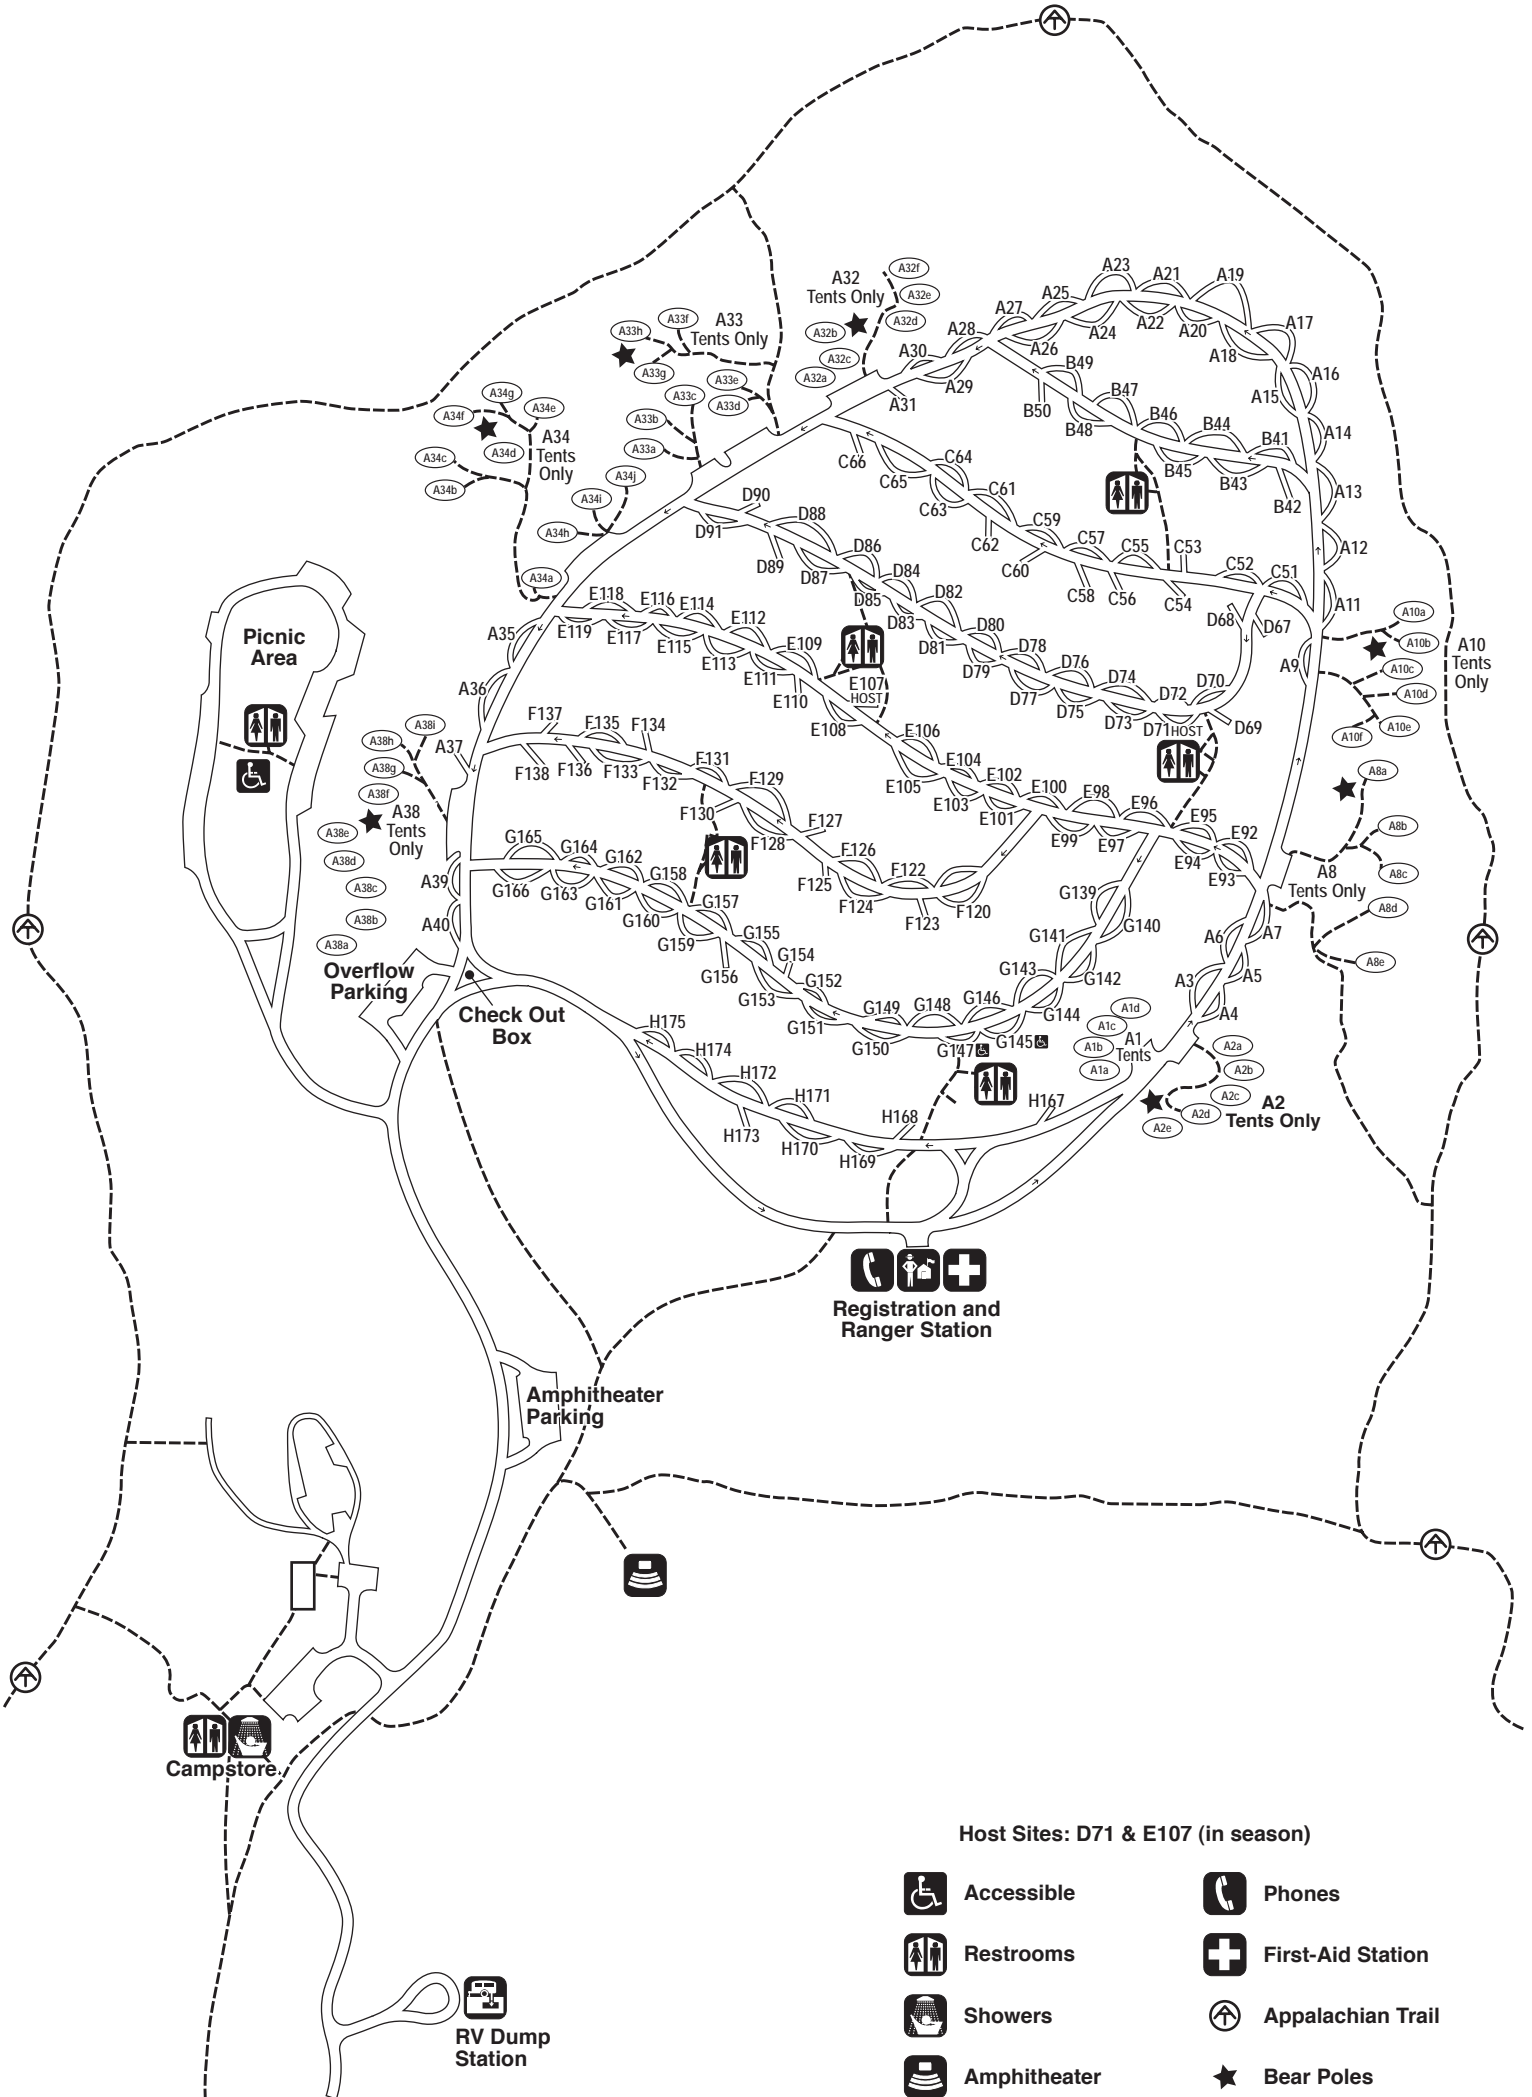 A23
A21
A19
A25
A27
A28
A30
A17
A22
A20
A24
A26
A18
A29
A31
A16
A15
A14
A13
A12
A11
A9
A32
Tents Only
A32f
A32e
A32d
A32b
A32c
A32a
A33
Tents Only
A33f
A33h
A33g
A33e
A33d
A33c
A33b
A33a
A34g
A34f
A34e
A34d
A34
Tents
Only
A34c
A34b
A34j
A34i
A34h
A34a
B49
B47
B50
B48
B46
B44
B41
B45
B43
B42
C66
C65
C64
C63
C61
C62
C59
C60
C57
C55
C53
C58
C56
C54
C52
C51
D90
D91
D88
D89
D87
D86
D85
D84
D83
D82
D81
D80
D79
D78
D77
D76
D75
D74
D73
D72
D71 HOST
D70
D69
D68
D67
A10a
A10b
A10c
A10d
A10e
A10f
A10
Tents
Only
E118
E116
E114
E112
E109
E119
E117
E115
E113
E111
E110
E108
E107
HOST
E106
E105
E104
E103
E102
E101
E100
E99
E98
E97
E96
E95
E94
E93
E92
A35
A36
A37
Picnic
Area
A38i
A38h
A38g
A38f
A38
Tents
Only
A38e
A38d
A38c
A38b
A38a
A39
A40
F137
F135
F134
F138
F136
F133
F132
F131
F130
F129
F128
F127
F126
F125
F124
F122
F123
F120
G165
G164
G162
G166
G163
G161
G160
G158
G159
G157
G156
G155
G154
G153
G152
G151
G149
G150
G148
G147
G146
G145
G144
G143
G142
G141
G140
G139
A8a
A8b
A8c
A8
Tents Only
A8d
A8e
A7
A6
A5
A3
A4
A1d
A1c
A1b
A1a
A1
Tents
A2a
A2b
A2c
A2d
A2e
A2
Tents Only
Overflow
Parking
Check Out
Box
H175
H174
H172
H171
H173
H170
H169
H168
H167
Registration and
Ranger Station
Amphitheater
Parking
Campstore
RV Dump
Station
Host Sites: D71 & E107 (in season)
Accessible
Phones
Restrooms
First-Aid Station
Showers
Appalachian Trail
Amphitheater
Bear Poles